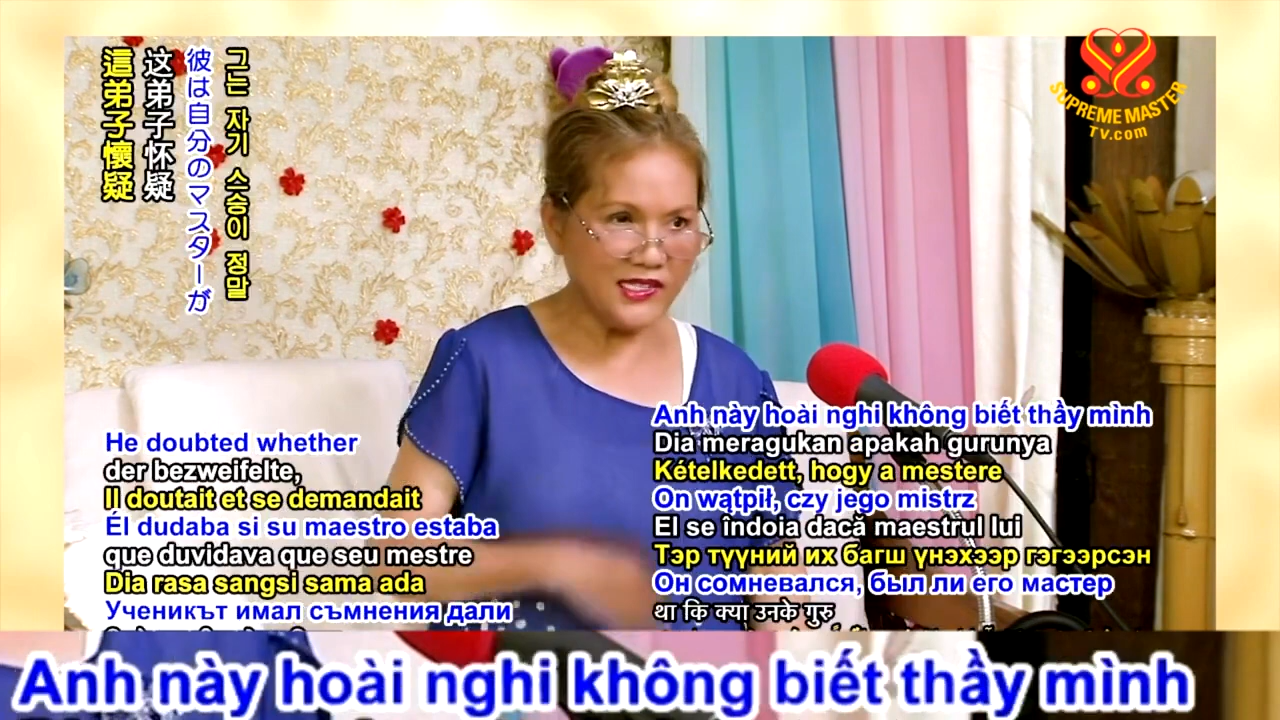 這弟子懷疑
这弟子怀疑
彼は自分のマスターが
그는 자기 스승이 정말
SUPREME MASTER
TV.com
He doubted whether
der bezweifelte,
Il doutait et se demandait
Él dudaba si su maestro estaba
que duvidava que seu mestre
Dia rasa sangsi sama ada
Ученикът имал съмнения дали
Anh này hoài nghi không biết thầy mình
Dia meragukan apakah gurunya
Kételkedett, hogy a mestere
On wątpił, czy jego mistrz
El se îndoia dacă maestrul lui
Тэр түүний их багш үнэхээр гэгээрсэн
Он сомневался, был ли его мастер
था कि क्या उनके गुरु
Anh này hoài nghi không biết thầy mình